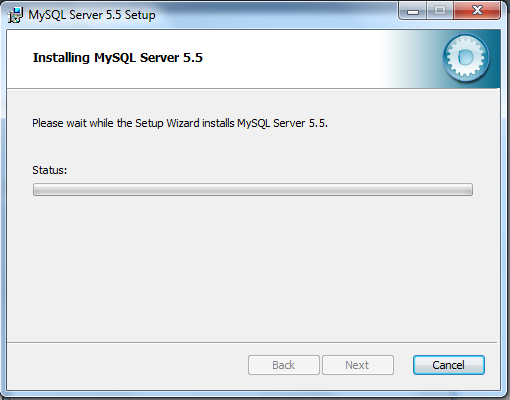 MySQL Server 5.5 Setup
Installing MySQL Server 5.5
Please wait while the Setup Wizard installs MySQL Server 5.5.
Status:
Back Next Cancel